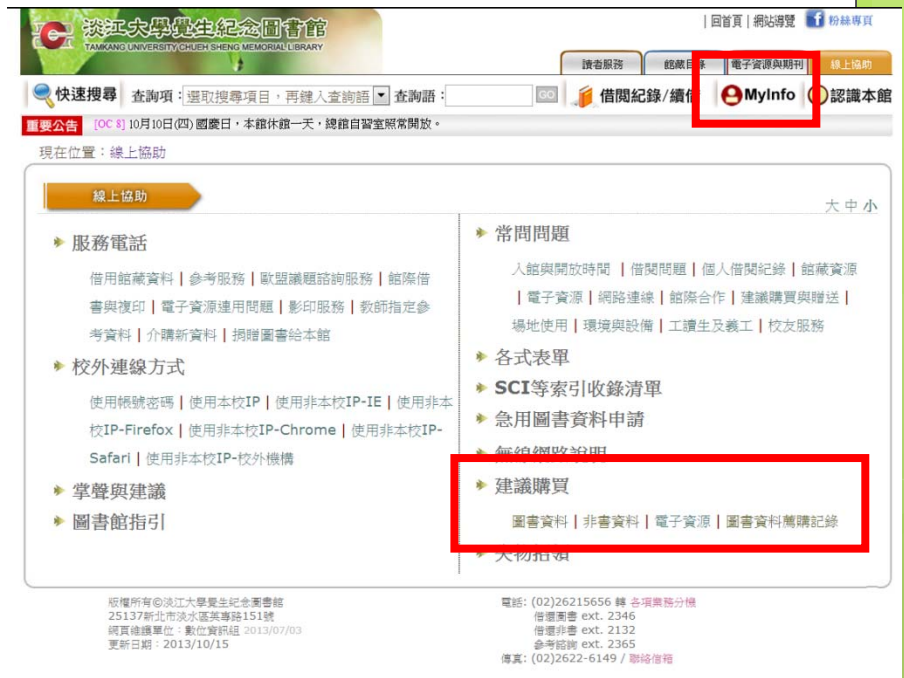 淡江大學覺生紀念圖書館
TAMKANG UNIVERSITY CHUEH SHENG MEMORIAL LIBRARY
|回首頁|網站導覽 f 粉絲專頁
讀者服務 館藏目錄 電子資源與期刊 線上協助
快速搜尋 查詢項：選取搜尋項目，再鍵入查詢語 查詢語： GO 借閱紀錄/續借 MyInfo 認識本館
重要公告 [OC 8] 10月10日(四) 國慶日，本館休館一天，總館自習室照常開放。
現在位置：線上協助
線上協助
大 中 小
服務電話
借用館藏資料 | 參考服務 | 歐盟議題諮詢服務 | 館際借
書與複印 | 電子資源連用問題 | 影印服務 | 教師指定參
考資料 | 介購新資料 | 捐贈圖書給本館
校外連線方式
使用帳號密碼 | 使用本校IP | 使用非本校IP-IE | 使用非本
校IP-Firefox | 使用非本校IP-Chrome | 使用非本校IP-
Safari | 使用非本校IP-校外機構
掌聲與建議
圖書館指引
常問問題
入館與開放時間 | 借閱問題 | 個人借閱紀錄 | 館藏資源
| 電子資源 | 網路連線 | 館際合作 | 建議購買與贈送 |
場地使用 | 環境與設備 | 工讀生及義工 | 校友服務
各式表單
SCI等索引收錄清單
急用圖書資料申請
無線網路說明
建議購買
圖書資料 | 非書資料 | 電子資源 | 圖書資料薦購記錄
失物招領
版權所有©淡江大學覺生紀念圖書館
25137新北市淡水區英專路151號
網頁維護單位：數位資訊組 2013/07/03
更新日期：2013/10/15
電話: (02)26215656 轉 各項業務分機
借還圖書 ext. 2346
借還非書 ext. 2132
參考諮詢 ext. 2365
傳真: (02)2622-6149 / 聯絡信箱